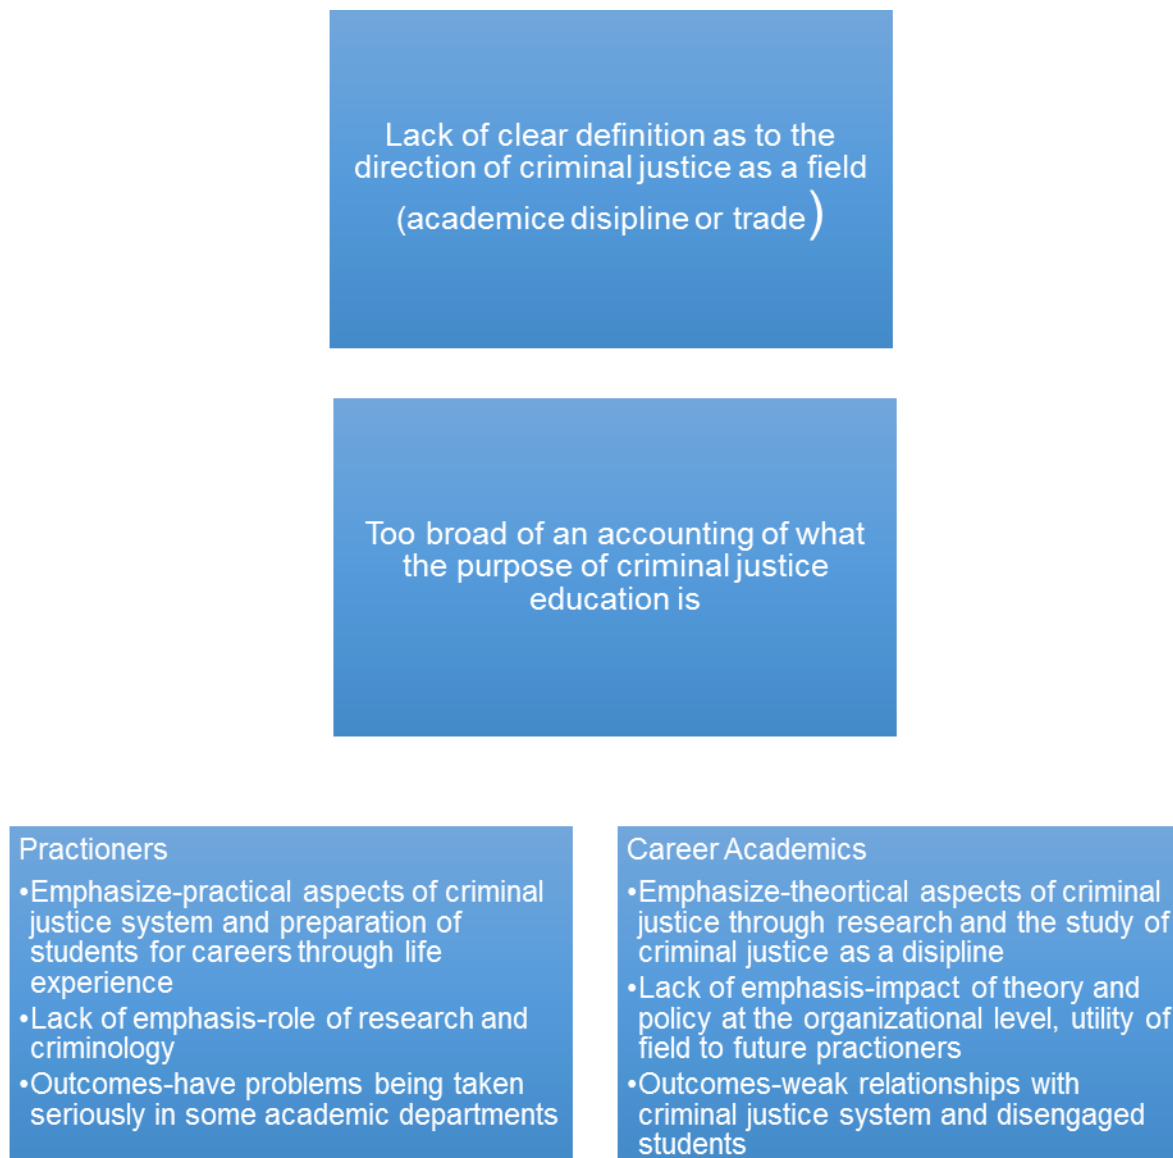 Lack of clear definition as to the
direction of criminal justice as a field
(academice disipline or trade)
Too broad of an accounting of what
the purpose of criminal justice
education is
Practioners
•Emphasize-practical aspects of criminal
justice system and preparation of
students for careers through life
experience
•Lack of emphasis-role of research and
criminology
•Outcomes-have problems being taken
seriously in some academic departments
Career Academics
•Emphasize-theortical aspects of criminal
justice through research and the study of
criminal justice as a disipline
•Lack of emphasis-impact of theory and
policy at the organizational level, utility of
field to future practioners
•Outcomes-weak relationships with
criminal justice system and disengaged
students